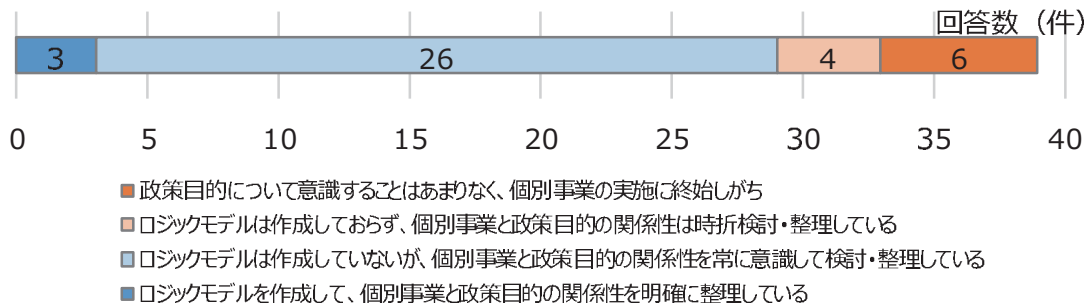 回答数（件）
3 26 4 6
0 5 10 15 20 25 30 35 40
■政策目的について意識することはあまりなく、個別事業の実施に終始しがち
■ロジックモデルは作成しておらず、個別事業と政策目的の関係性は時折検討・整理している
■ロジックモデルは作成していないが、個別事業と政策目的の関係性を常に意識して検討・整理している
■ロジックモデルを作成して、個別事業と政策目的の関係性を明確に整理している